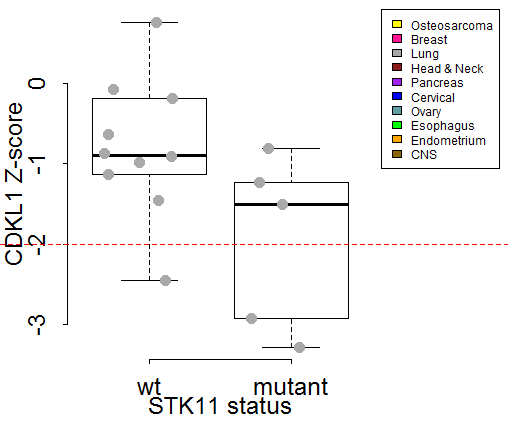 Osteosarcoma
Breast
Lung
Head & Neck
Pancreas
Cervical
Ovary
Esophagus
Endometrium
CNS
CDKL1 Z-score
0
-1
-2
-3
wt
mutant
STK11 status